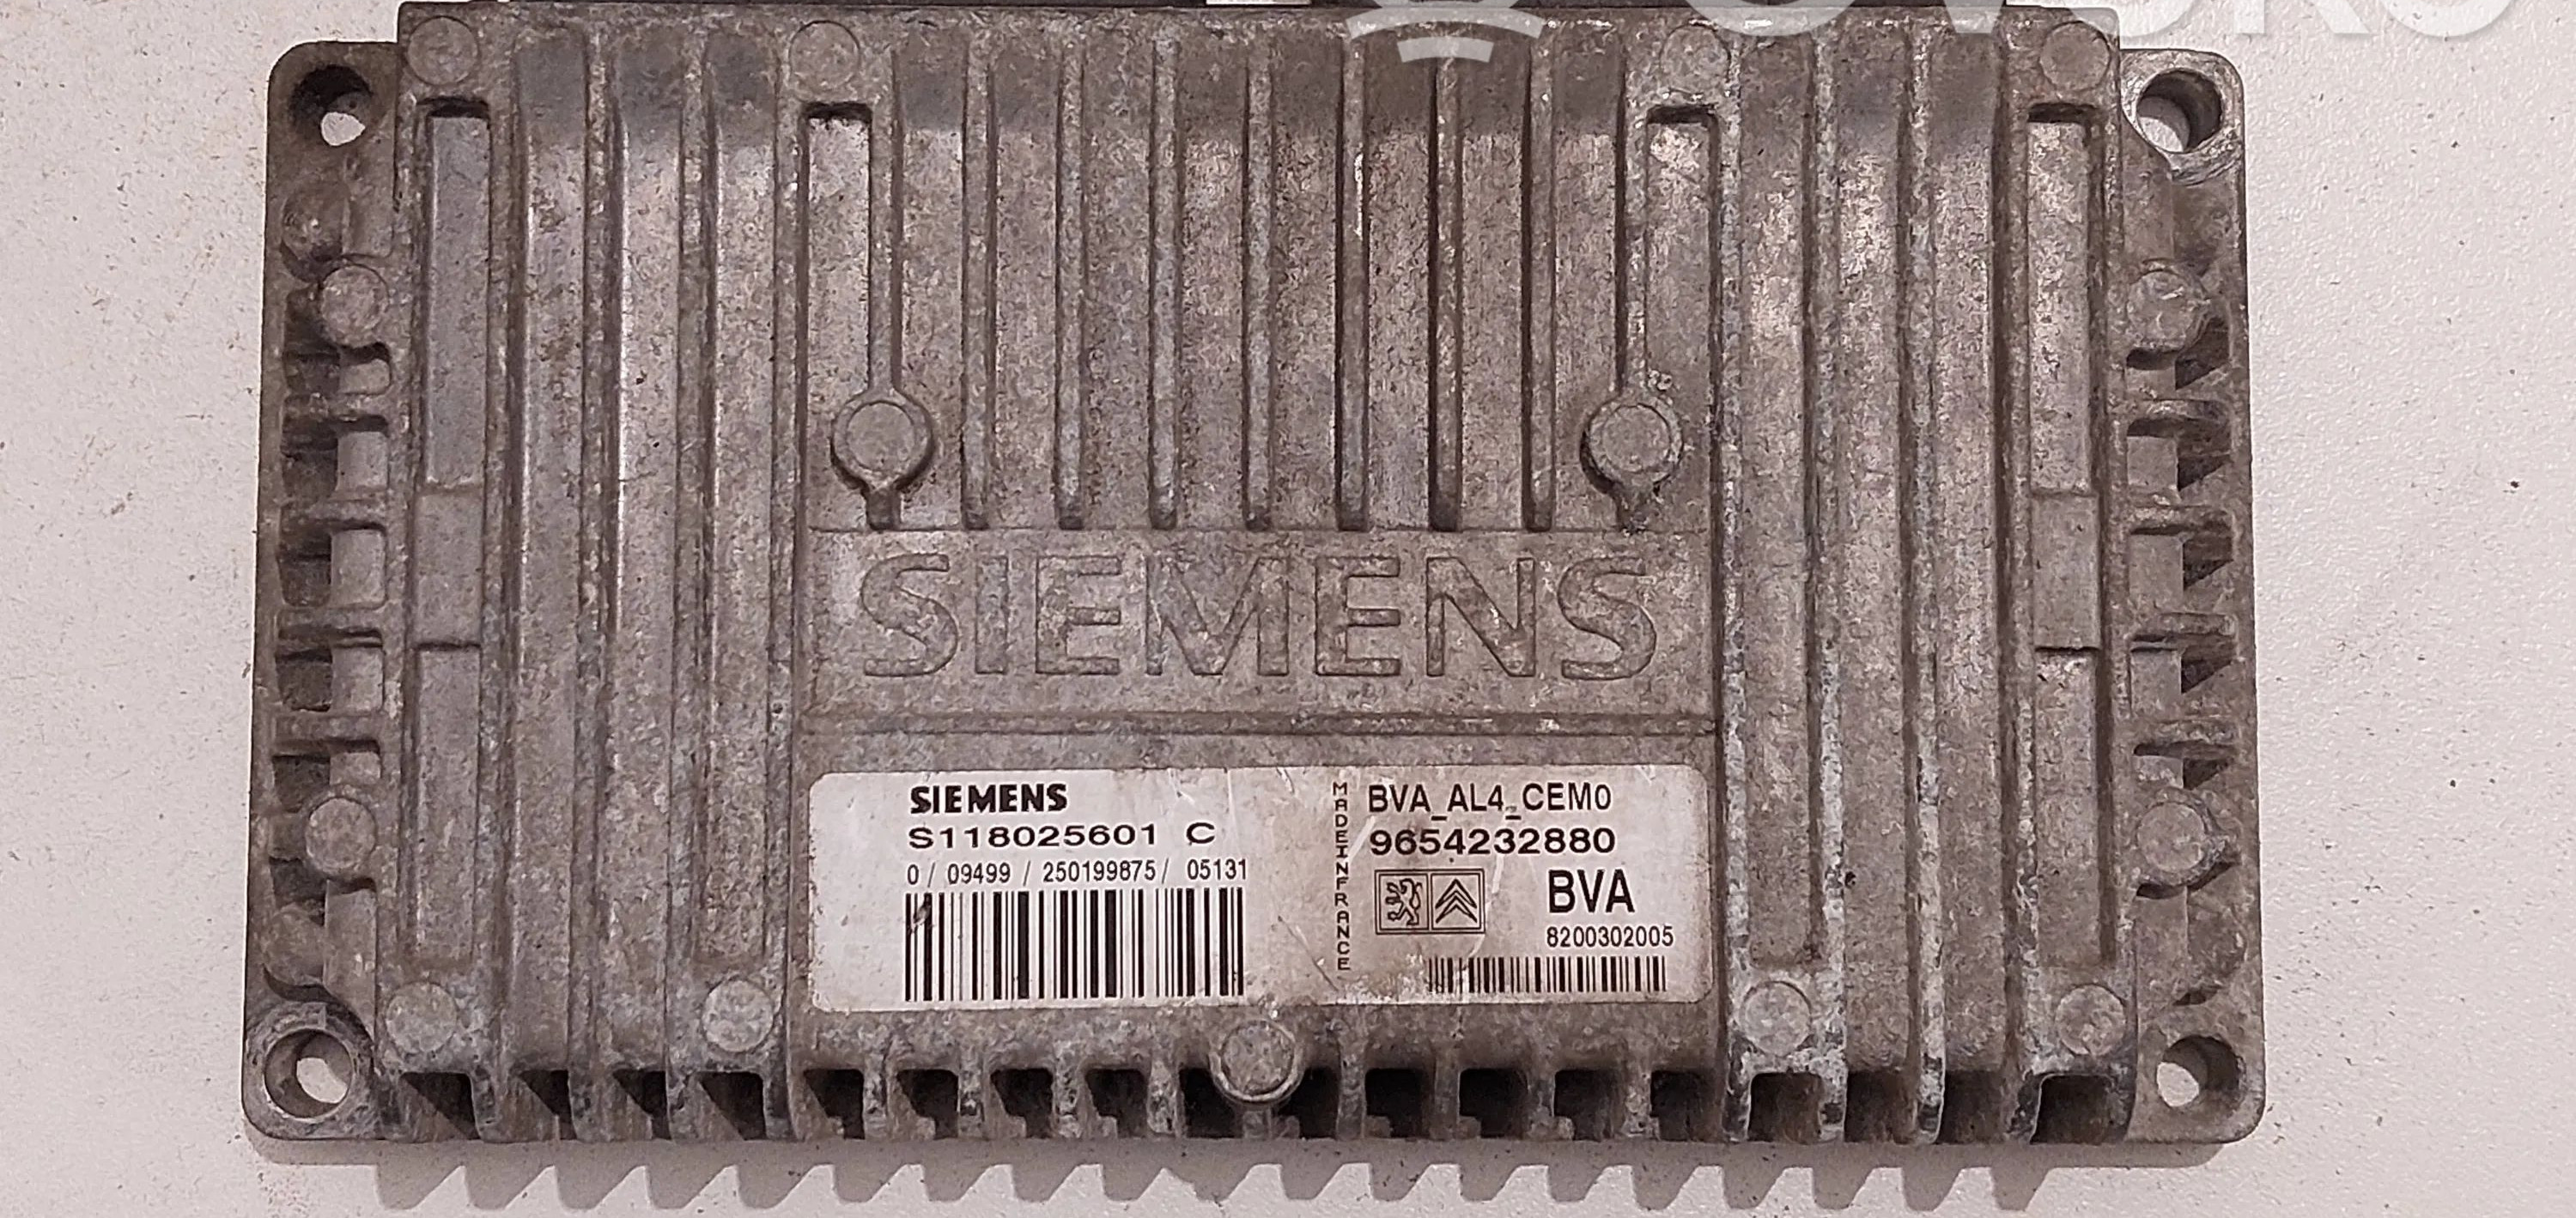 SIEMENS
SIEMENS
S118025601 C
0/ 09499 / 250199875/ 05131
MADEINFRANCE
BVA_AL4_CEM0
9654232880
BVA
8200302005